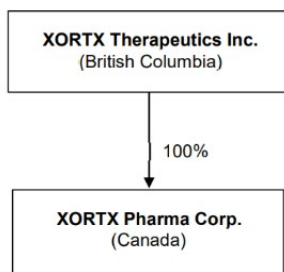 XORTX Therapeutics Inc.
(British Columbia)
100%
XORTX Pharma Corp.
(Canada)